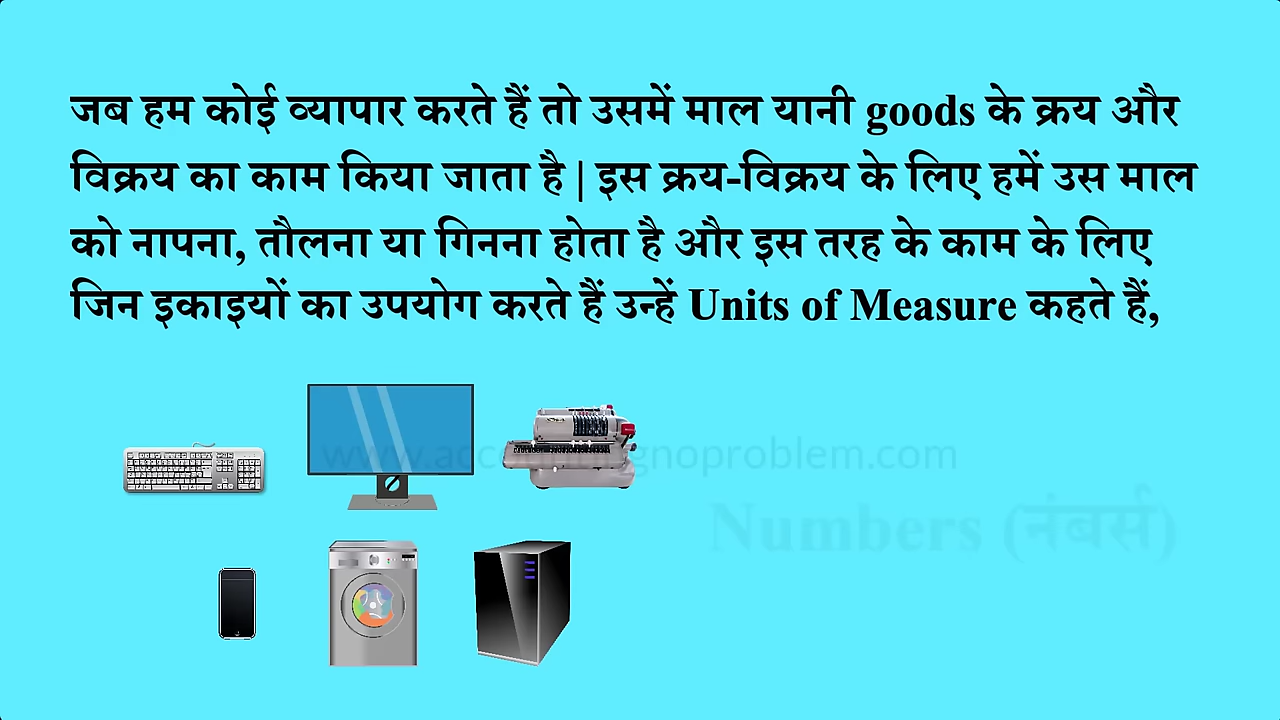 जब हम कोई व्यापार करते हैं तो उसमें माल यानी goods के क्रय और
विक्रय का काम किया जाता है | इस क्रय-विक्रय के लिए हमें उस माल
को नापना, तौलना या गिनना होता है और इस तरह के काम के लिए
जिन इकाइयों का उपयोग करते हैं उन्हें Units of Measure कहते हैं,
www.accountingnoproblem.com
Numbers (नंबर्स)